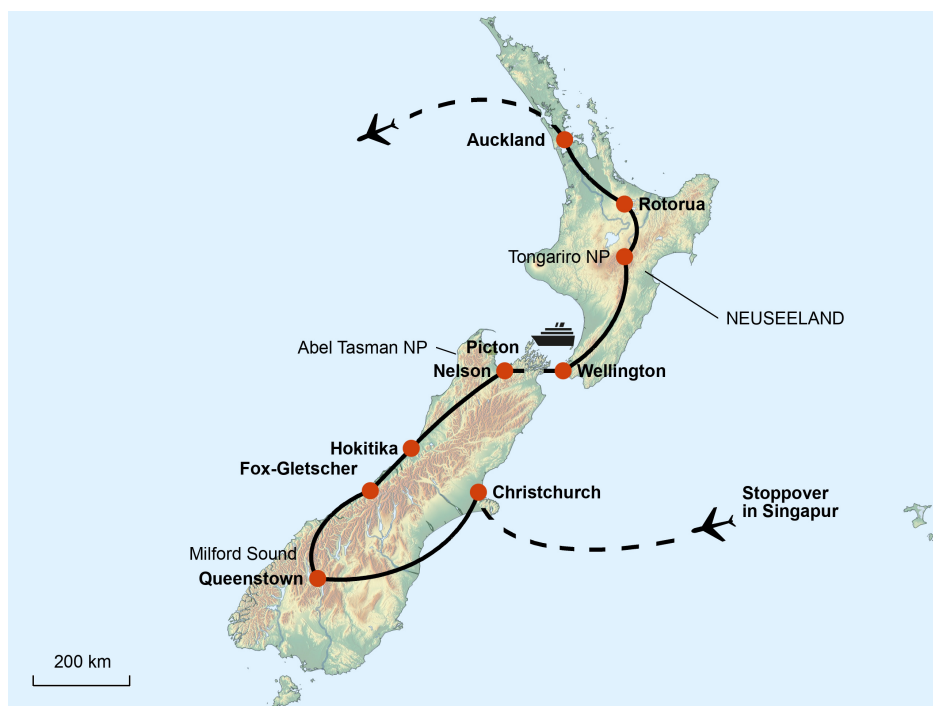 Auckland
Rotorua
Tongariro NP
NEUSEELAND
Abel Tasman NP
Picton
Nelson
Wellington
Hokitika
Fox-Gletscher
Christchurch
Stoppover
in Singapur
Milford Sound
Queenstown
200 km